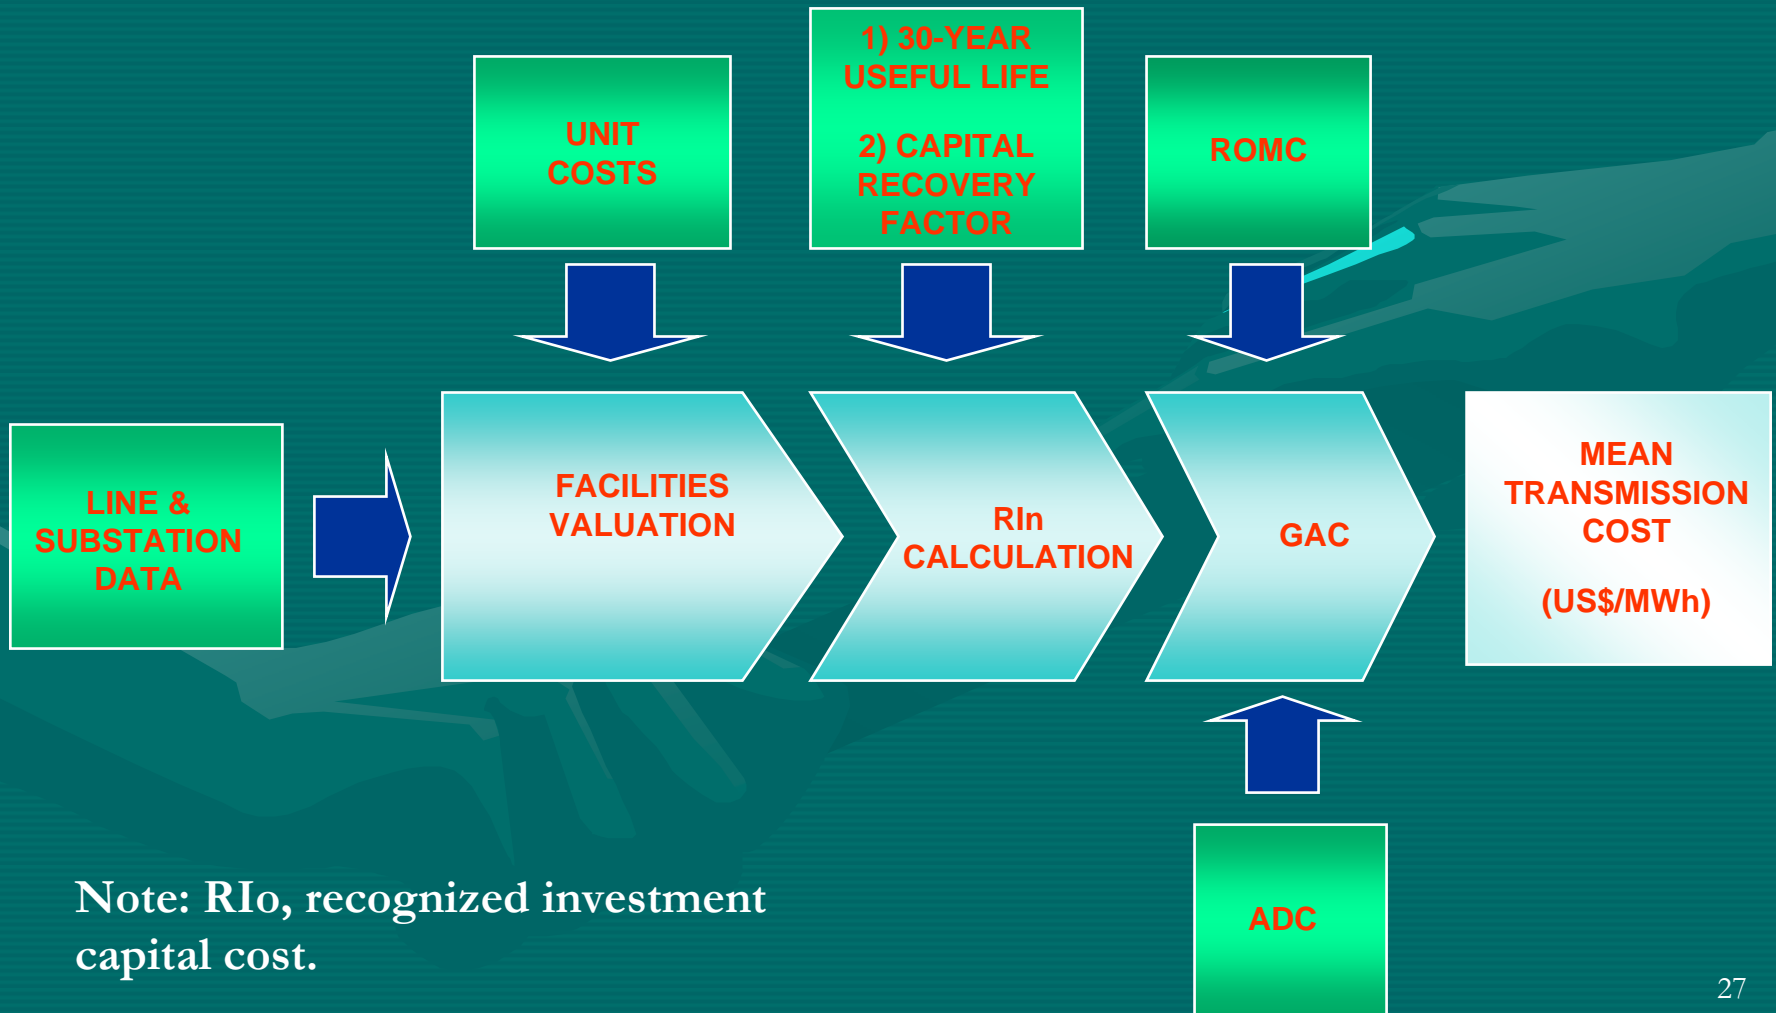 UNIT
COSTS
1) 30-YEAR
USEFUL LIFE
2) CAPITAL
RECOVERY
FACTOR
ROMC
LINE &
SUBSTATION
DATA
FACILITIES
VALUATION
RIn
CALCULATION
GAC
MEAN
TRANSMISSION
COST
(US$/MWh)
ADC
Note: RIo, recognized investment
capital cost.
27